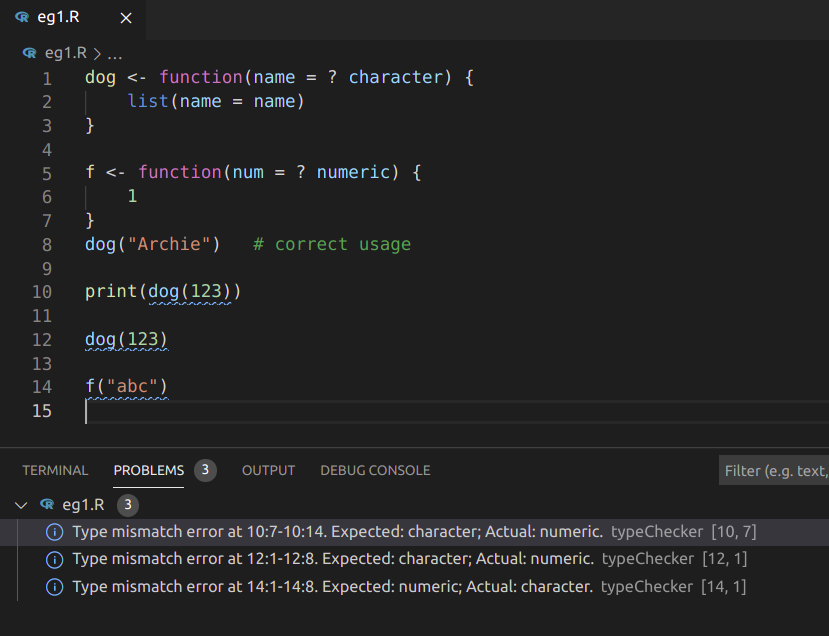 eg1.R ×
eg1.R > ...
1 dog <- function(name = ? character) {
2     list(name = name)
3 }
4
5 f <- function(num = ? numeric) {
6     1
7 }
8 dog("Archie")   # correct usage
9
10 print(dog(123))
11
12 dog(123)
13
14 f("abc")
15
TERMINAL PROBLEMS 3 OUTPUT DEBUG CONSOLE Filter (e.g. text,
eg1.R 3
Type mismatch error at 10:7-10:14. Expected: character; Actual: numeric. typeChecker [10, 7]
Type mismatch error at 12:1-12:8. Expected: character; Actual: numeric. typeChecker [12, 1]
Type mismatch error at 14:1-14:8. Expected: numeric; Actual: character. typeChecker [14, 1]